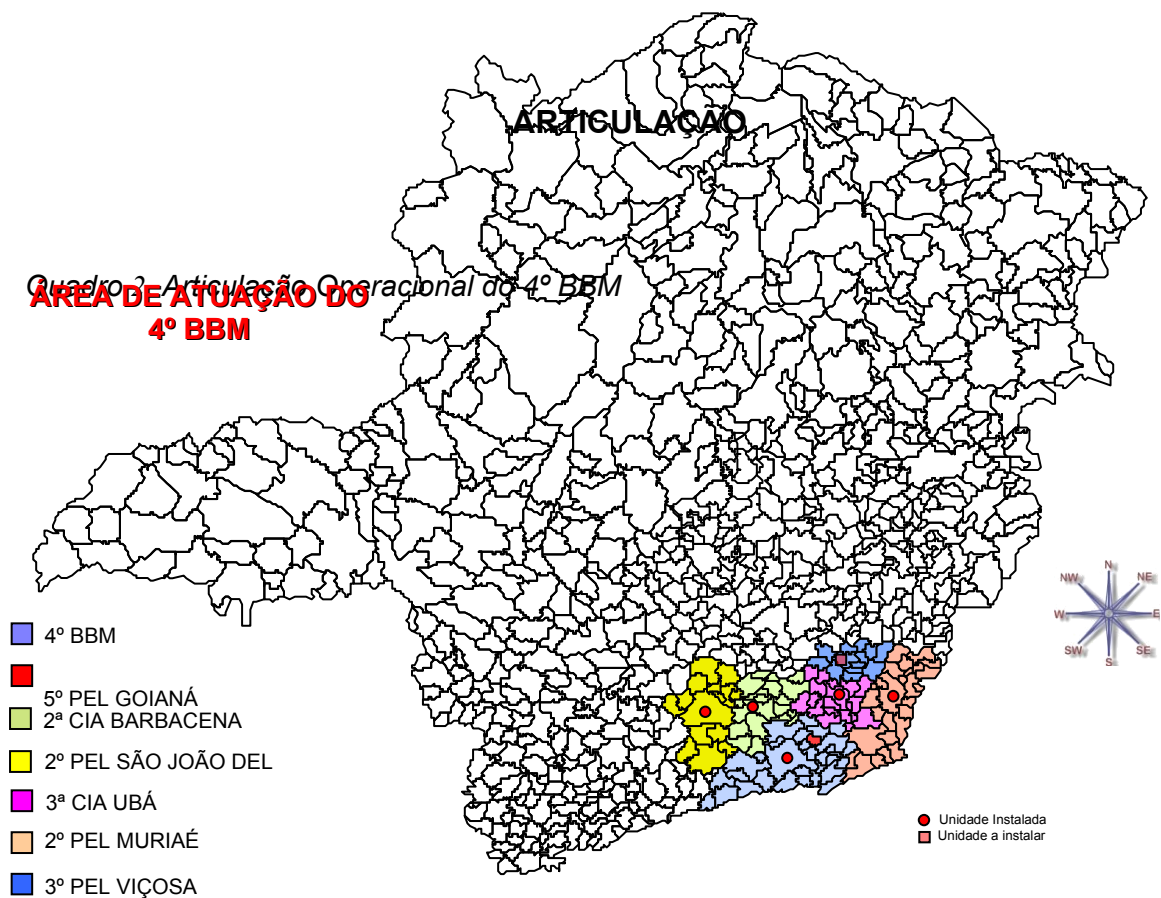 ARTICULAÇÃO
Quadro 2- Articulação Operacional do 4º BBM
ÁREA DE ATUAÇÃO DO
4º BBM
N
NW
NE
W
E
SW
SE
S
4º BBM
5º PEL GOIANÁ
2ª CIA BARBACENA
2º PEL SÃO JOÃO DEL
3ª CIA UBÁ
2º PEL MURIAÉ
3º PEL VIÇOSA
Unidade Instalada
Unidade a instalar